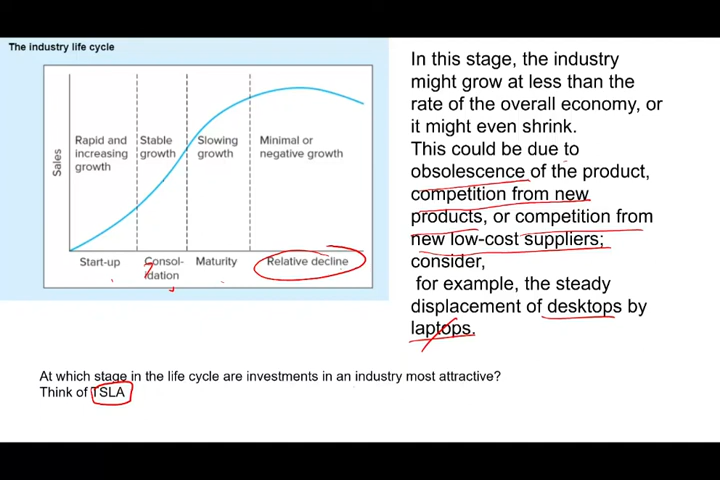 The industry life cycle
In this stage, the industry
might grow at less than the
rate of the overall economy, or
it might even shrink.
This could be due to
obsolescence of the product,
competition from new
products, or competition from
new low-cost suppliers;
consider,
for example, the steady
displacement of desktops by
laptops.
Sales
Rapid and
increasing
growth
Stable
growth
Slowing
growth
Minimal or
negative growth
Start-up
Consol-
idation
Maturity
Relative decline
At which stage in the life cycle are investments in an industry most attractive?
Think of TSLA